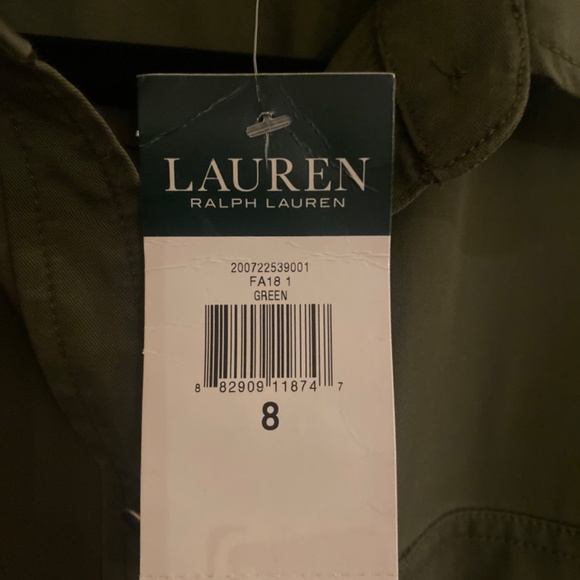 LAUREN
RALPH LAUREN
200722539001
FA18 1
GREEN
8 82909 11874 7
8